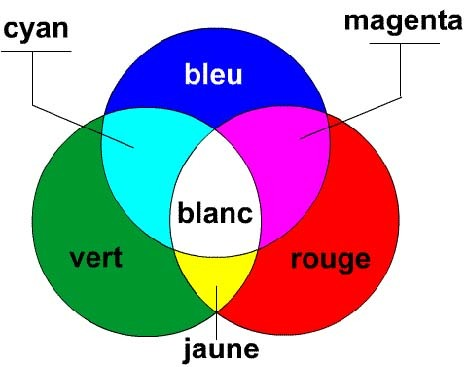 cyan
magenta
bleu
blanc
vert
rouge
jaune